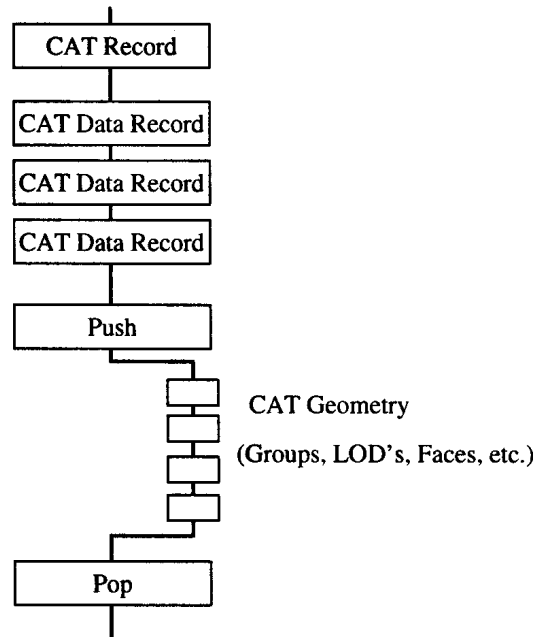 CAT Record
CAT Data Record
CAT Data Record
CAT Data Record
Push
CAT Geometry
(Groups, LOD's, Faces, etc.)
Pop